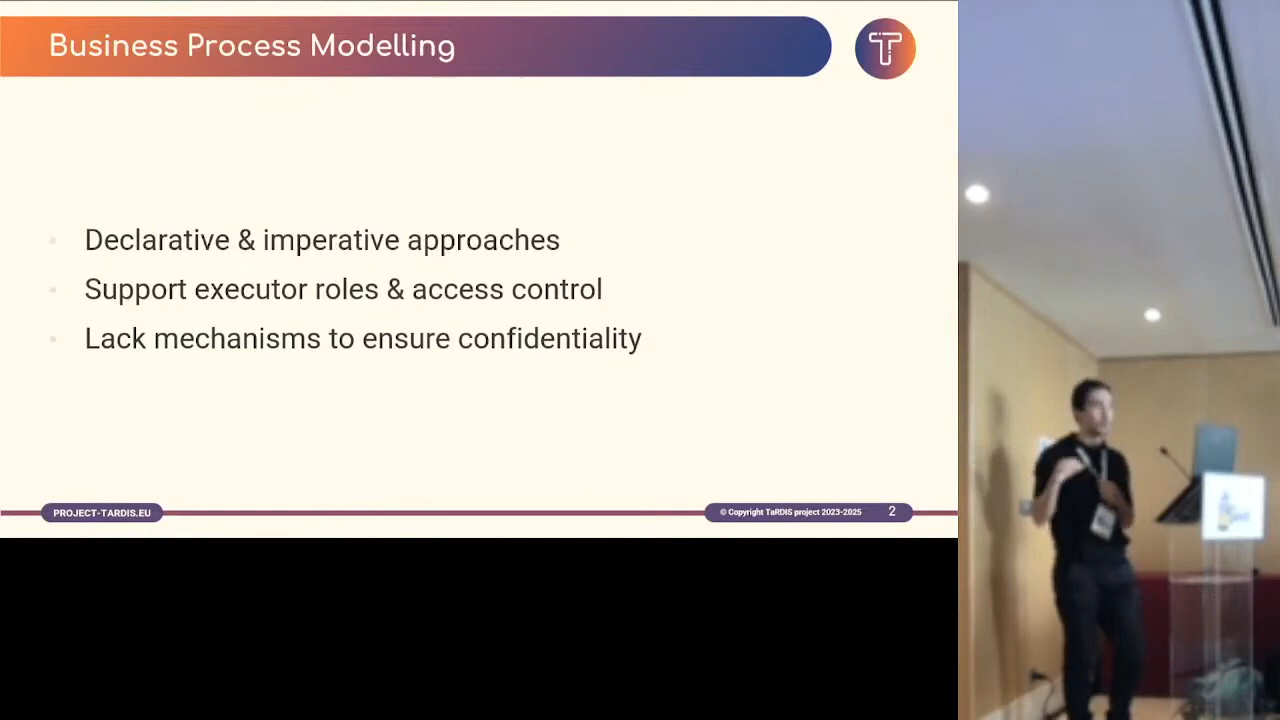 Business Process Modelling
T
Declarative & imperative approaches
Support executor roles & access control
Lack mechanisms to ensure confidentiality
PROJECT-TARDIS.EU
© Copyright TaRDIS project 2023-2025
2